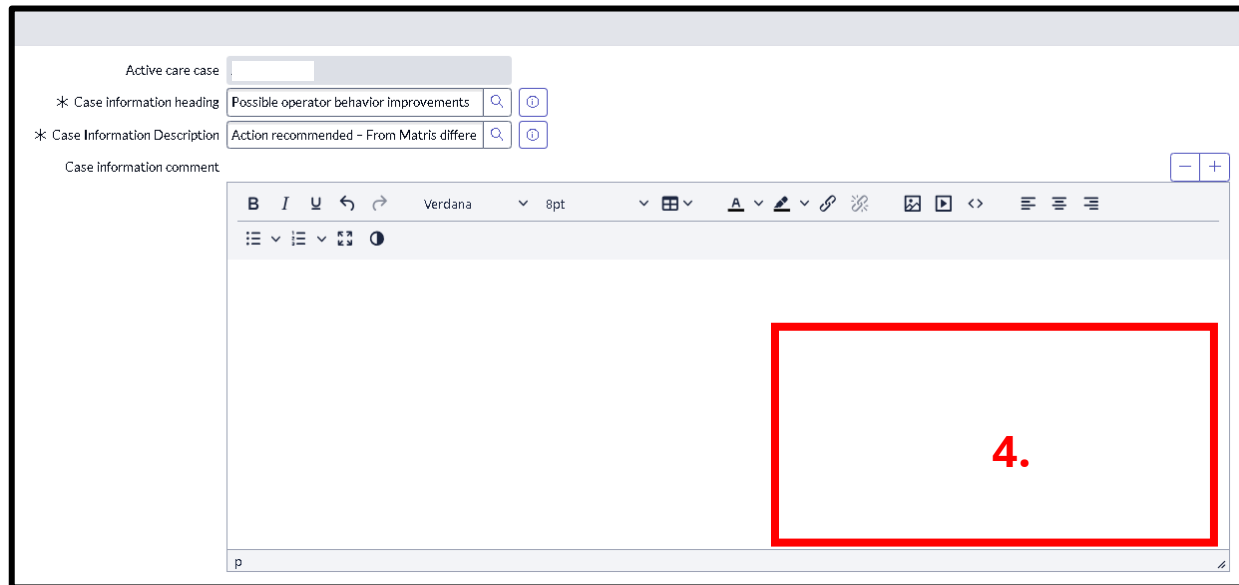 Active care case
* Case information heading Possible operator behavior improvements
* Case Information Description Action recommended – From Matris differe
Case information comment
B I U Verdana 8pt A
4.
p